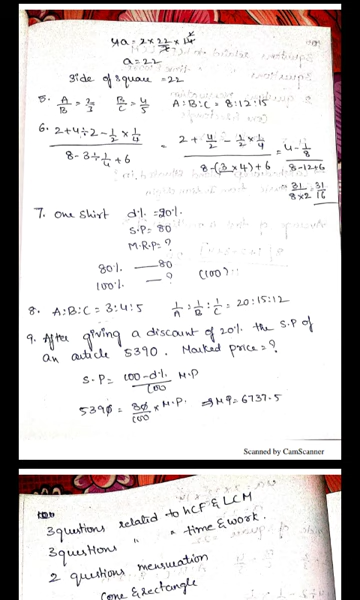 4a = 2 × 22/7 × 14
a = 22
Side of square = 22
5. A/B = 2/3 B/C = 4/5 A:B:C = 8:12:15
6. 2+4÷2-1/2×1/4 / 8-3÷1/4+6 = 2+4/2-1/2×1/4 / 8-(3×4)+6 = 4-1/8 / 8-12+6
= 31/8×2 = 31/16
7. One shirt d% = 20%
S.P = 80
M.R.P = ?
80% — 80
100% — ? (100)
8. A:B:C = 3:4:5 1/A : 1/B : 1/C = 20:15:12
9. After giving a discount of 20% the S.P of
an article 5390. Marked price = ?
S.P = 100-d%/100 M.P
5390 = 80/100 × M.P. ⇒ M.P = 6737.5
Scanned by CamScanner
3 questions related to HCF & LCM
3 questions " " time & work.
2 questions mensuration
Cone & rectangle